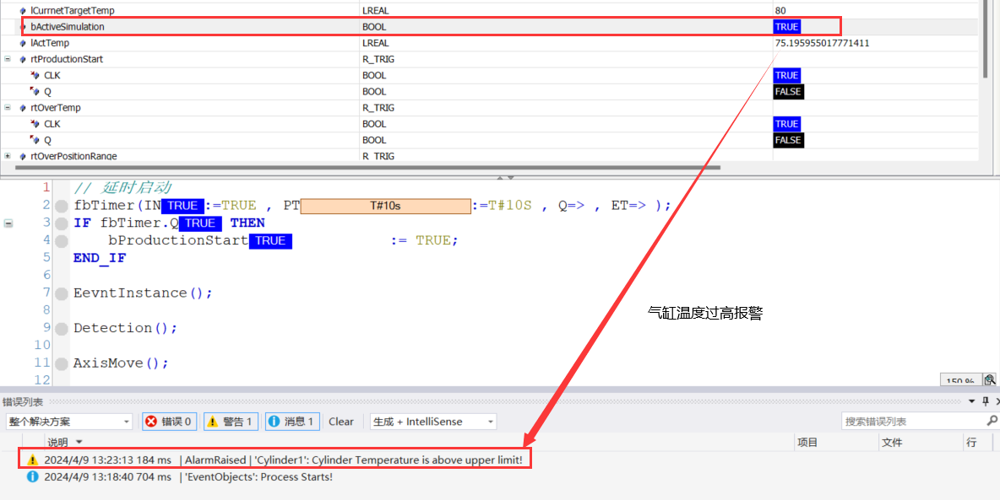 lCurrnetTargetTemp LREAL 80
bActiveSimulation BOOL TRUE
lActTemp LREAL 75.195955017771411
rtProductionStart R_TRIG
CLK BOOL TRUE
Q BOOL FALSE
rtOverTemp R_TRIG
CLK BOOL TRUE
Q BOOL FALSE
rtOverPositionRange R_TRIG
1 // 延时启动
2 fbTimer(IN TRUE :=TRUE , PT T#10s :=T#10S , Q=> , ET=> );
3 IF fbTimer.Q TRUE THEN
4 bProductionStart TRUE := TRUE;
5 END_IF
6
7 EevntInstance();
8
9 Detection();
10
11 AxisMove();
12
气缸温度过高报警
150 %
错误列表
整个解决方案 错误 0 警告 1 消息 1 Clear 生成 + IntelliSense 搜索错误列表
说明 项目 文件 行
2024/4/9 13:23:13 184 ms | AlarmRaised | 'Cylinder1': Cylinder Temperature is above upper limit!
2024/4/9 13:18:40 704 ms | 'EventObjects': Process Starts!